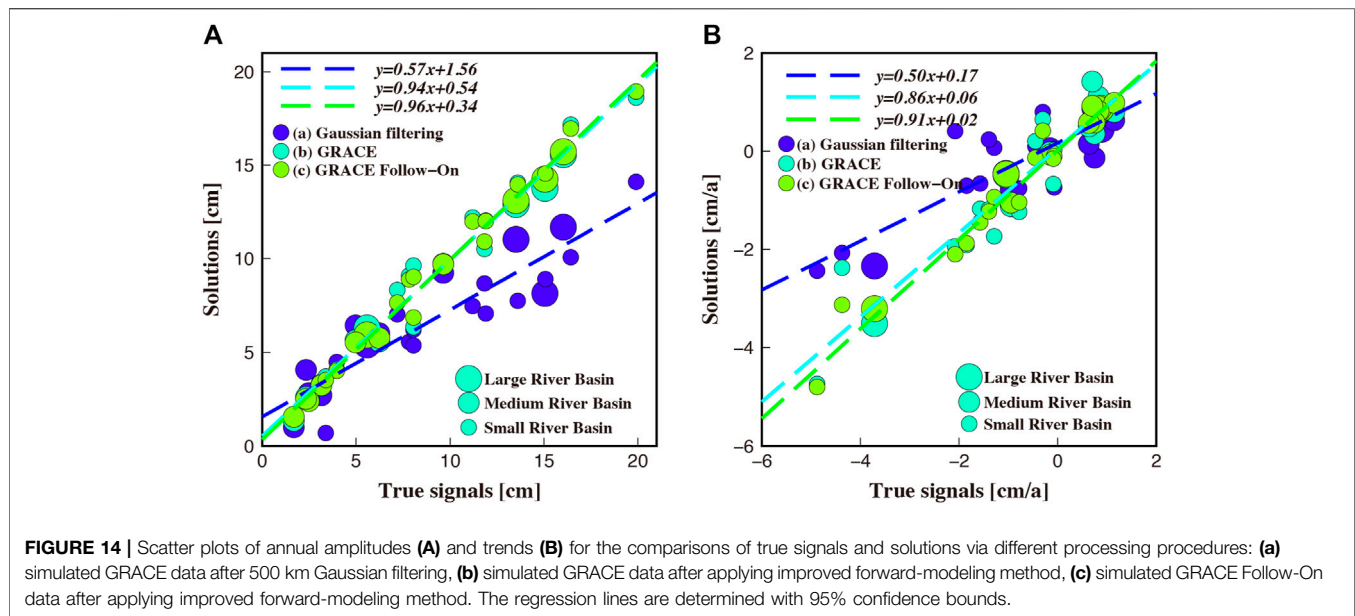 A
20
15
10
5
0
Solutions [cm]
y=0.57x+1.56
y=0.94x+0.54
y=0.96x+0.34
(a) Gaussian filtering
(b) GRACE
(c) GRACE Follow−On
Large River Basin
Medium River Basin
Small River Basin
0 5 10 15 20
True signals [cm]
B
2
0
−2
−4
−6
Solutions [cm/a]
y=0.50x+0.17
y=0.86x+0.06
y=0.91x+0.02
(a) Gaussian filtering
(b) GRACE
(c) GRACE Follow−On
Large River Basin
Medium River Basin
Small River Basin
−6 −4 −2 0 2
True signals [cm/a]
FIGURE 14 | Scatter plots of annual amplitudes (A) and trends (B) for the comparisons of true signals and solutions via different processing procedures: (a)
simulated GRACE data after 500 km Gaussian filtering, (b) simulated GRACE data after applying improved forward-modeling method, (c) simulated GRACE Follow-On
data after applying improved forward-modeling method. The regression lines are determined with 95% confidence bounds.